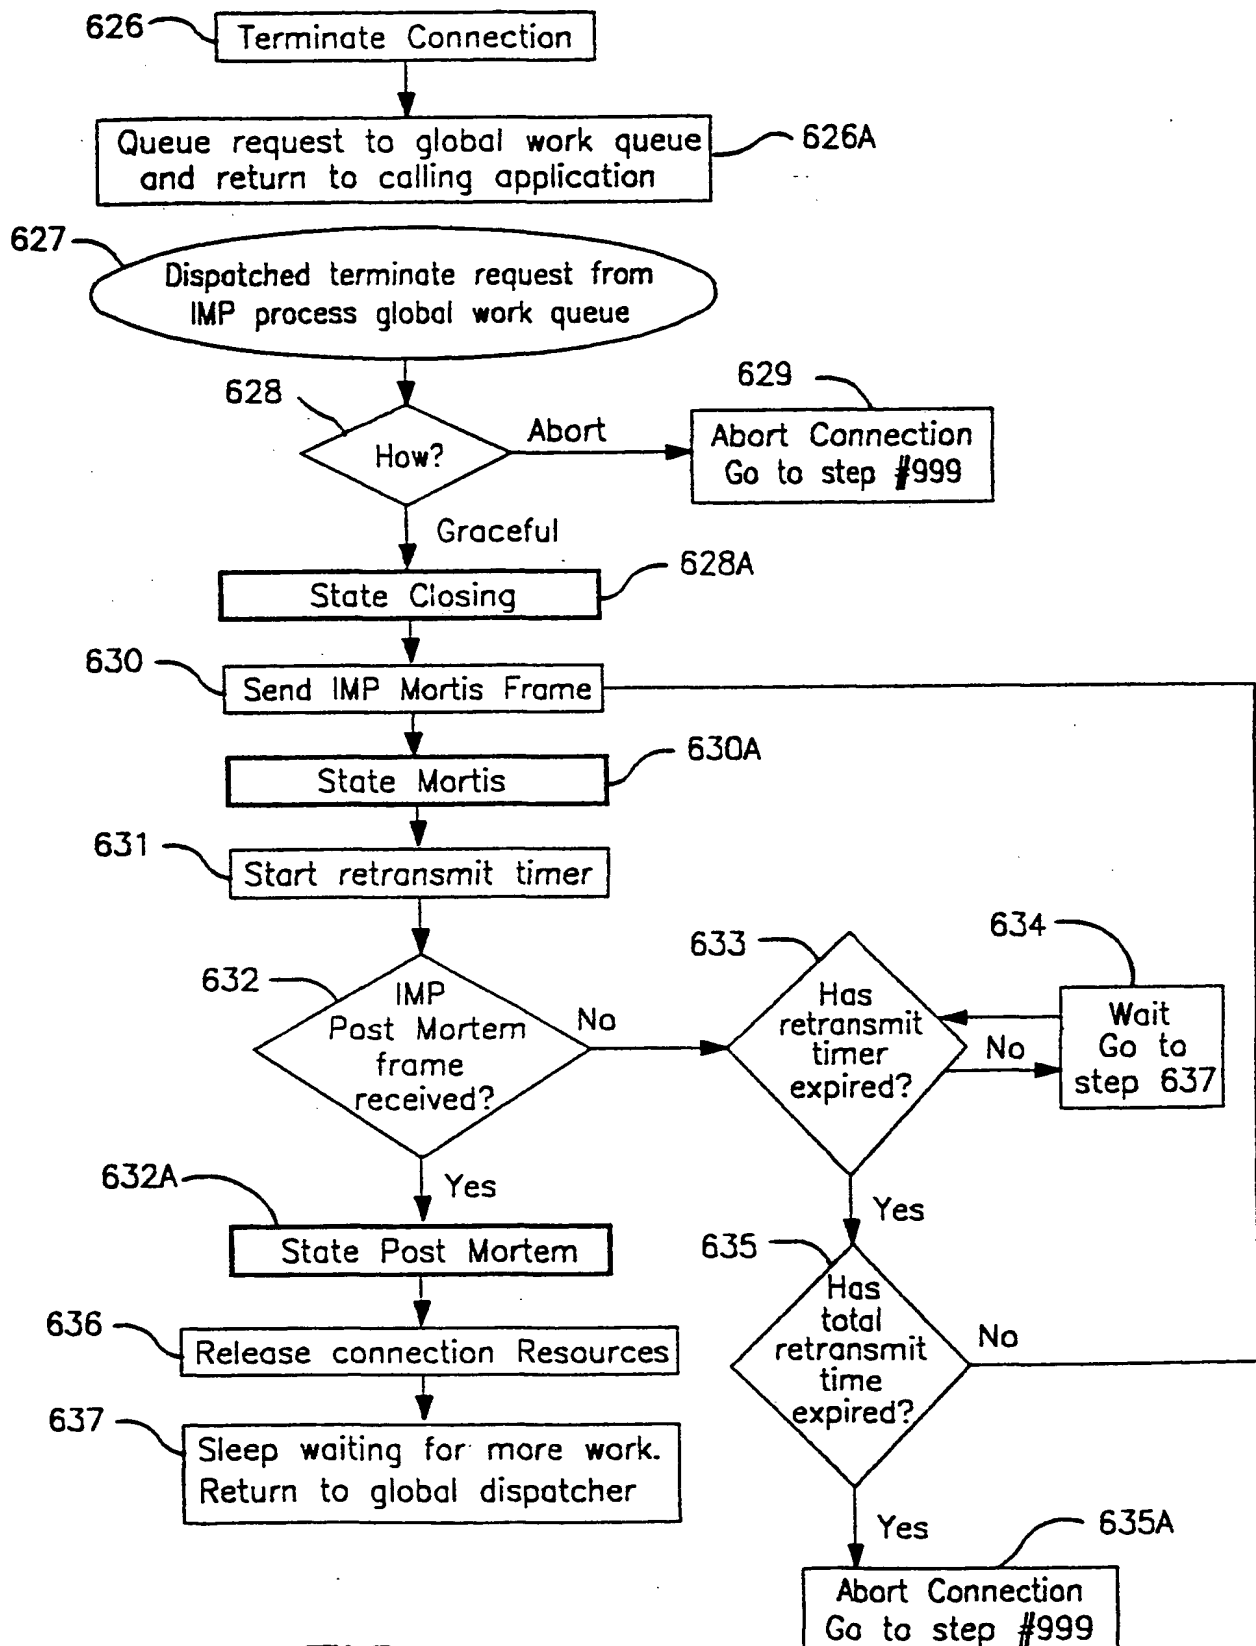 626
Terminate Connection
Queue request to global work queue
and return to calling application
626A
627
Dispatched terminate request from
IMP process global work queue
628
How?
Abort
629
Abort Connection
Go to step #999
Graceful
628A
State Closing
630
Send IMP Mortis Frame
630A
State Mortis
631
Start retransmit timer
632
IMP
Post Mortem
frame
received?
No
633
Has
retransmit
timer
expired?
No
634
Wait
Go to
step 637
Yes
632A
State Post Mortem
Yes
635
Has
total
retransmit
time
expired?
No
636
Release connection Resources
637
Sleep waiting for more work.
Return to global dispatcher
Yes
635A
Abort Connection
Go to step #999